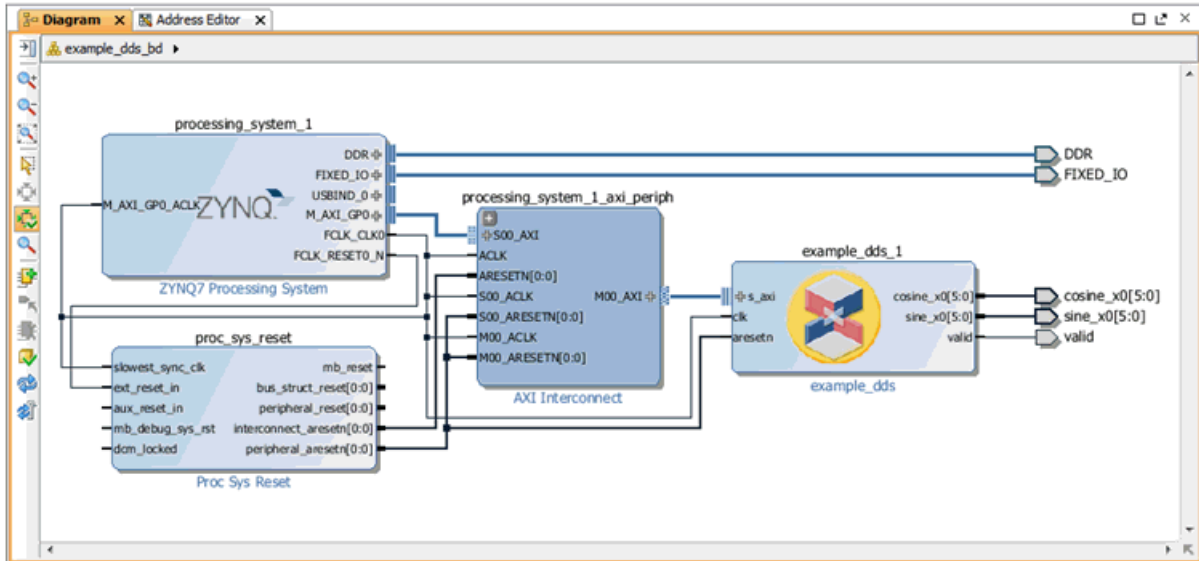 Diagram
Address Editor
example_dds_bd
processing_system_1
DDR
FIXED_IO
USBIND_0
M_AXI_GP0
FCLK_CLK0
FCLK_RESET0_N
M_AXI_GP0_ACLK
ZYNQ
ZYNQ7 Processing System
proc_sys_reset
slowest_sync_clk
ext_reset_in
aux_reset_in
mb_debug_sys_rst
dcm_locked
mb_reset
bus_struct_reset[0:0]
peripheral_reset[0:0]
interconnect_aresetn[0:0]
peripheral_aresetn[0:0]
Proc Sys Reset
processing_system_1_axi_periph
S00_AXI
ACLK
ARESETN[0:0]
S00_ACLK
S00_ARESETN[0:0]
M00_ACLK
M00_ARESETN[0:0]
M00_AXI
AXI Interconnect
example_dds_1
s_axi
clk
aresetn
cosine_x0[5:0]
sine_x0[5:0]
valid
example_dds
DDR
FIXED_IO
cosine_x0[5:0]
sine_x0[5:0]
valid